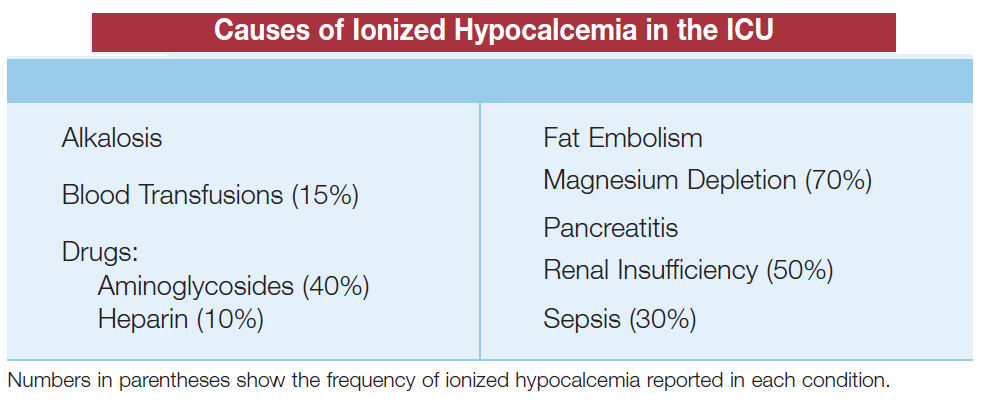 Causes of Ionized Hypocalcemia in the ICU
Alkalosis
Blood Transfusions (15%)
Drugs:
Aminoglycosides (40%)
Heparin (10%)
Fat Embolism
Magnesium Depletion (70%)
Pancreatitis
Renal Insufficiency (50%)
Sepsis (30%)
Numbers in parentheses show the frequency of ionized hypocalcemia reported in each condition.